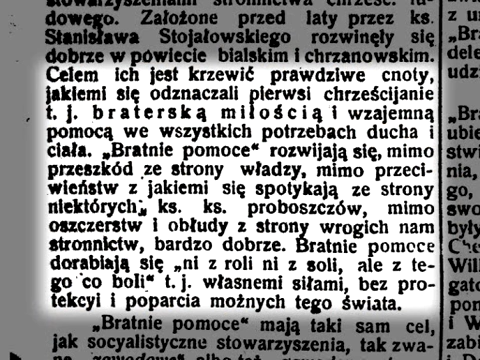 stowarzyszeniami stronnictwa chrześc. lu-
dowego. Założone przed laty przez ks.
Stanisława Stojałowskiego rozwinęły się
dobrze w powiecie bialskim i chrzanowskim.
Celem ich jest krzewić prawdziwe cnoty,
jakiemi się odznaczali pierwsi chrześcijanie
t. j. braterską miłością i wzajemną
pomocą we wszystkich potrzebach ducha i
ciała. „Bratnie pomoce" rozwijają się, mimo
przeszkód ze strony władzy, mimo przeci-
wieństw z jakiemi się spotykają ze strony
niektórych, ks. ks. proboszczów, mimo
oszczerstw i obłudy z strony wrogich nam
stronnictw, bardzo dobrze. Bratnie pomoce
dorabiają się „ni z roli ni z soli, ale z te-
go co boli" t. j. własnemi siłami, bez pro-
tekcyi i poparcia możnych tego świata.
„Bratnie pomoce" mają taki sam cel,
jak socyalistyczne stowarzyszenia, tak zwa-